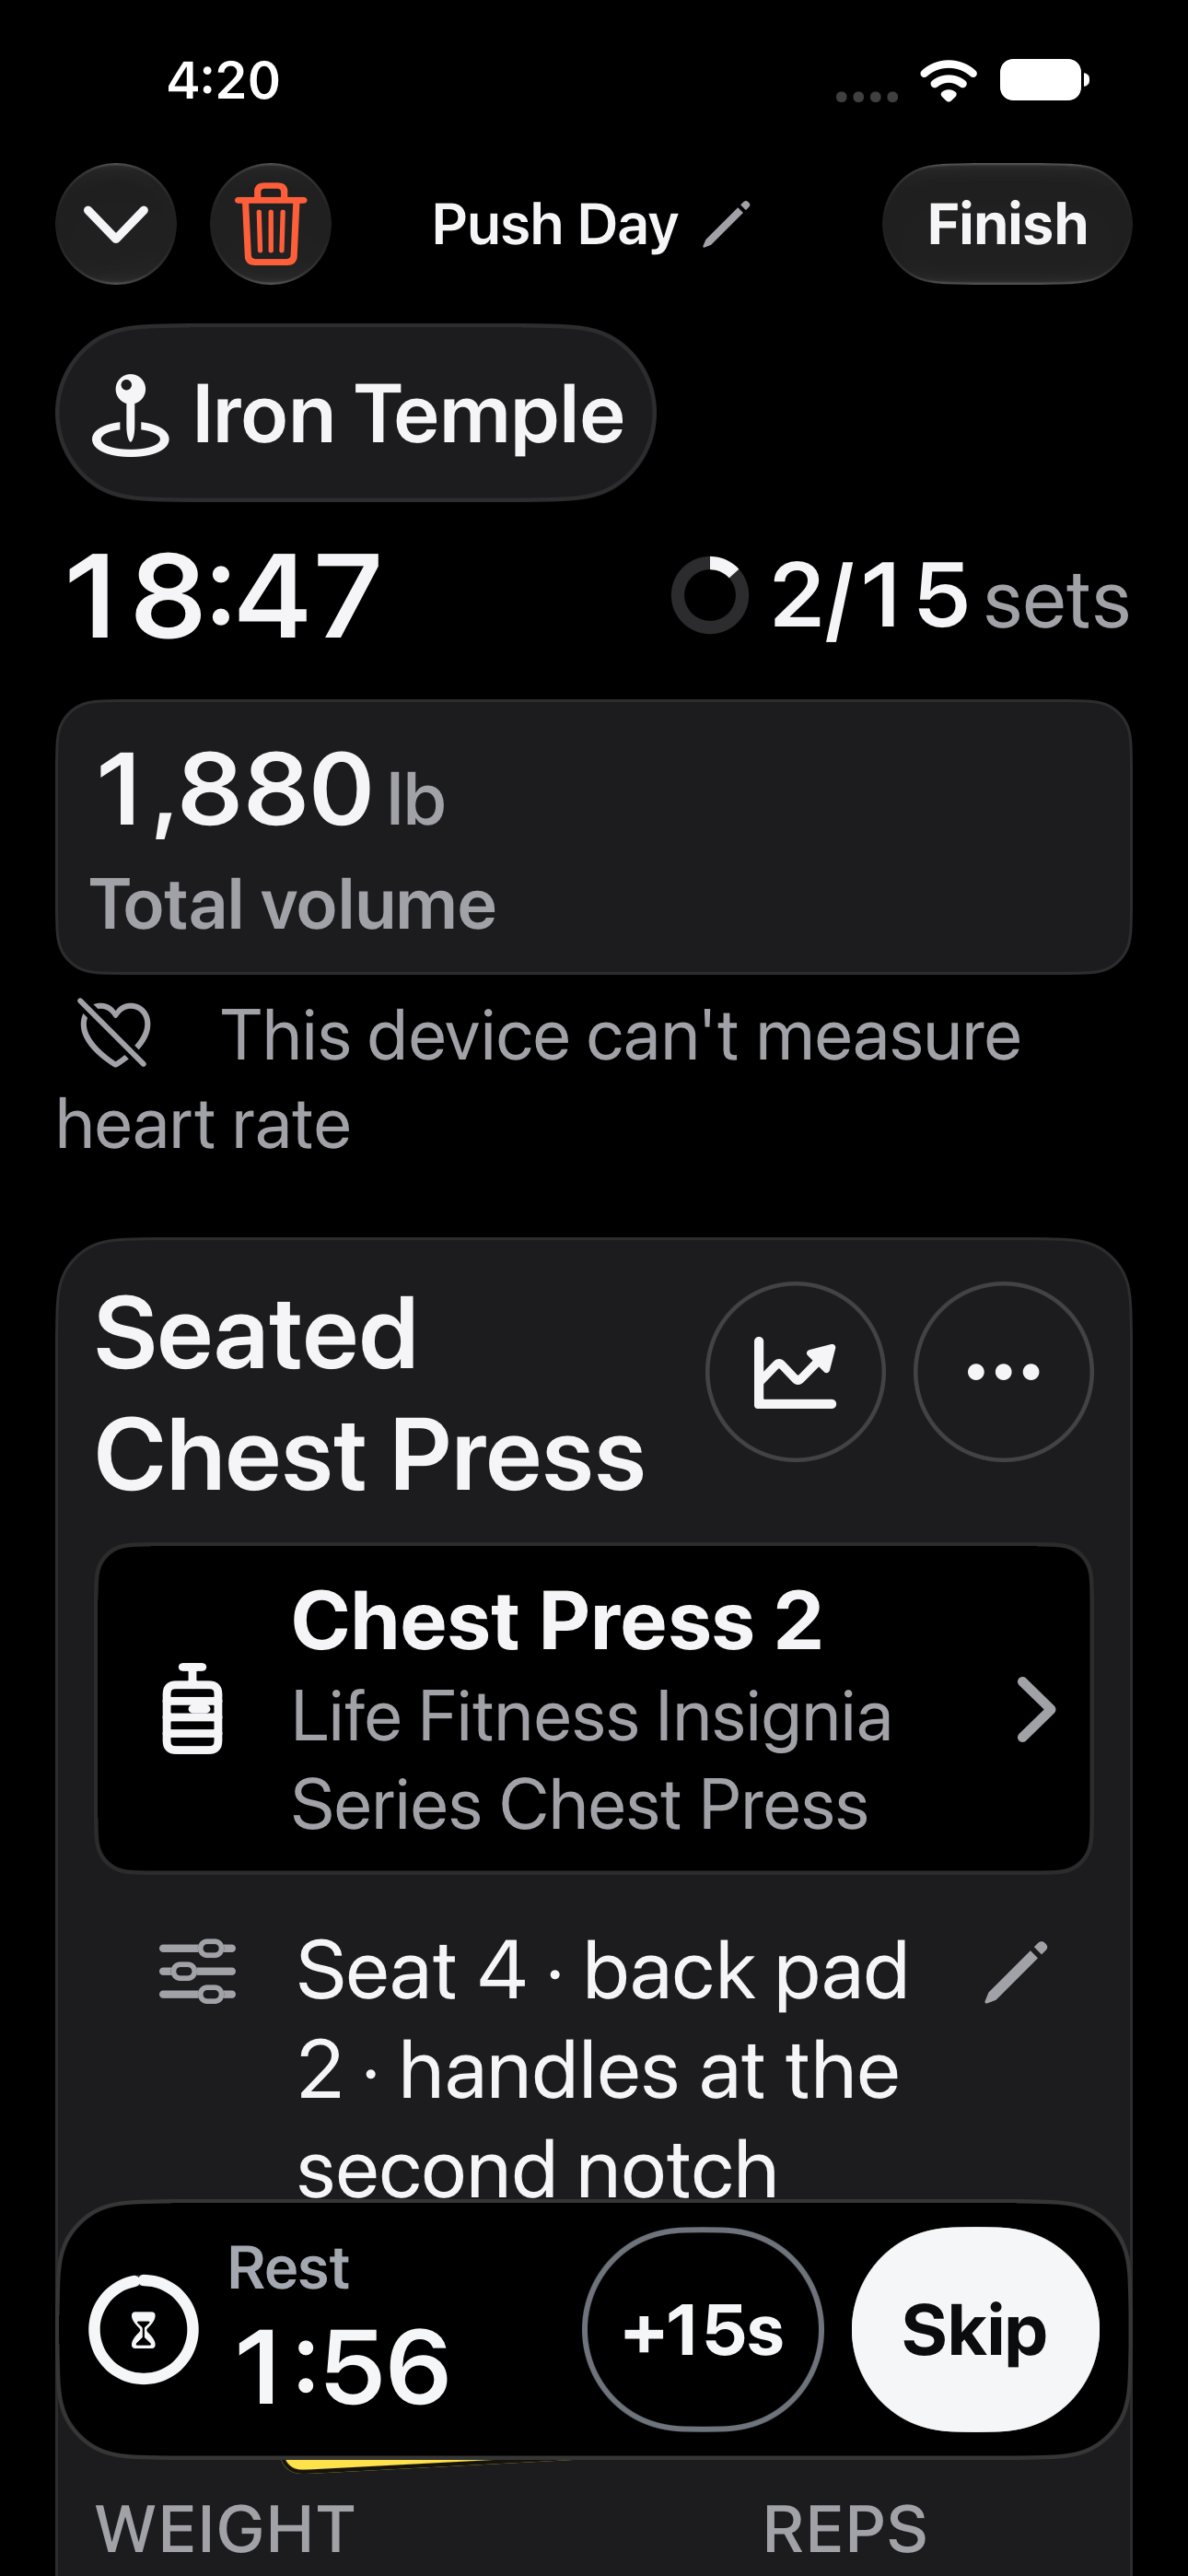 4:20
Push Day
Finish
Iron Temple
18:47
2/15 sets
1,880 lb
Total volume
This device can't measure
heart rate
Seated
Chest Press
Chest Press 2
Life Fitness Insignia
Series Chest Press
Seat 4 · back pad
2 · handles at the
second notch
Rest
1:56
+15s
Skip
WEIGHT
REPS